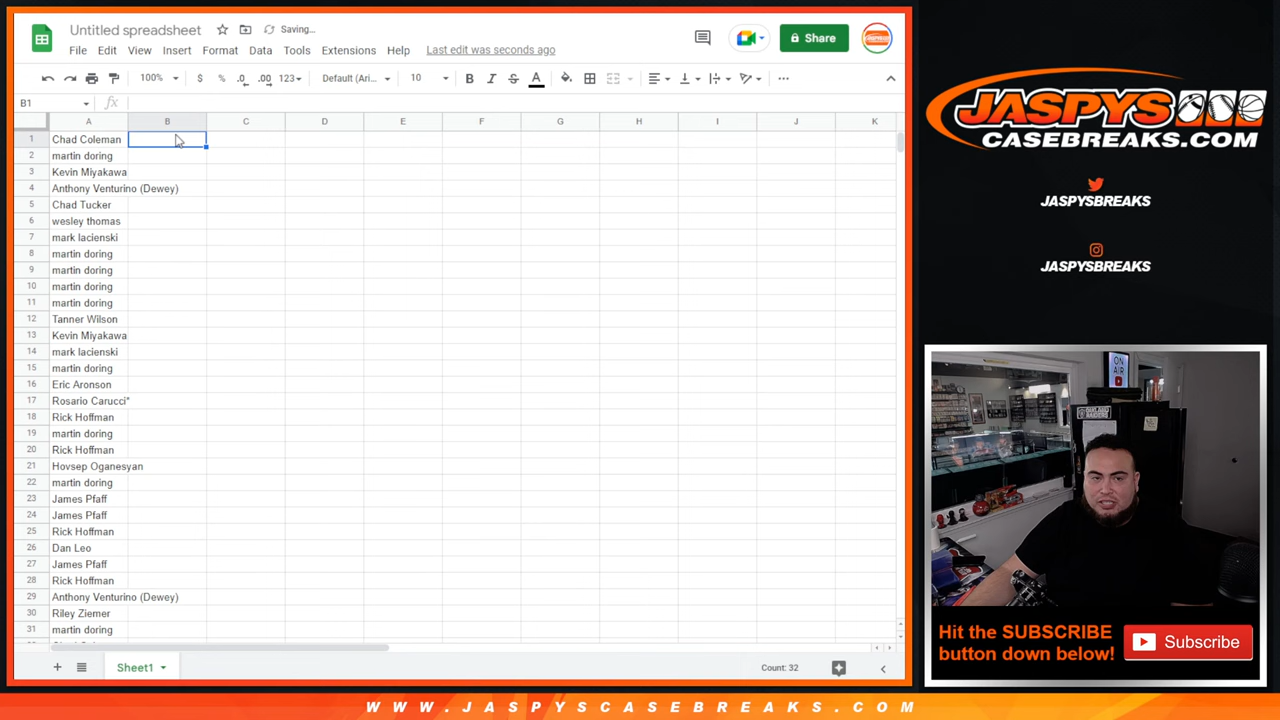 Untitled spreadsheet
Saving...
File Edit View Insert Format Data Tools Extensions Help Last edit was seconds ago
Share
100% $ % .0 .00 123 Default (Ari... 10 B I S A
B1 fx
A B C D E F G H I J K
1 Chad Coleman
2 martin doring
3 Kevin Miyakawa
4 Anthony Venturino (Dewey)
5 Chad Tucker
6 wesley thomas
7 mark lacienski
8 martin doring
9 martin doring
10 martin doring
11 martin doring
12 Tanner Wilson
13 Kevin Miyakawa
14 mark lacienski
15 martin doring
16 Eric Aronson
17 Rosario Carucci"
18 Rick Hoffman
19 martin doring
20 Rick Hoffman
21 Hovsep Oganesyan
22 martin doring
23 James Pfaff
24 James Pfaff
25 Rick Hoffman
26 Dan Leo
27 James Pfaff
28 Rick Hoffman
29 Anthony Venturino (Dewey)
30 Riley Ziemer
31 martin doring
Sheet1
Count: 32
JASPYS
CASEBREAKS.COM
JASPYSBREAKS
JASPYSBREAKS
ON
AIR
Hit the SUBSCRIBE
button down below!
Subscribe
WWW.JASPYSCASEBREAKS.COM